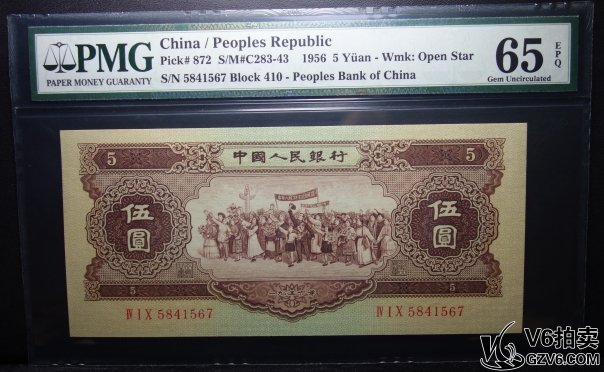 PMG
PAPER MONEY GUARANTY
China / Peoples Republic
Pick# 872 S/M#C283-43 1956 5 Yüan - Wmk: Open Star
S/N 5841567 Block 410 - Peoples Bank of China
65 EPQ
Gem Uncirculated
5 中國人民銀行 5
伍圓 伍圓
5 5
Ⅳ Ⅰ Ⅹ 5841567 Ⅳ Ⅰ Ⅹ 5841567
V6拍卖
GZV6.COM